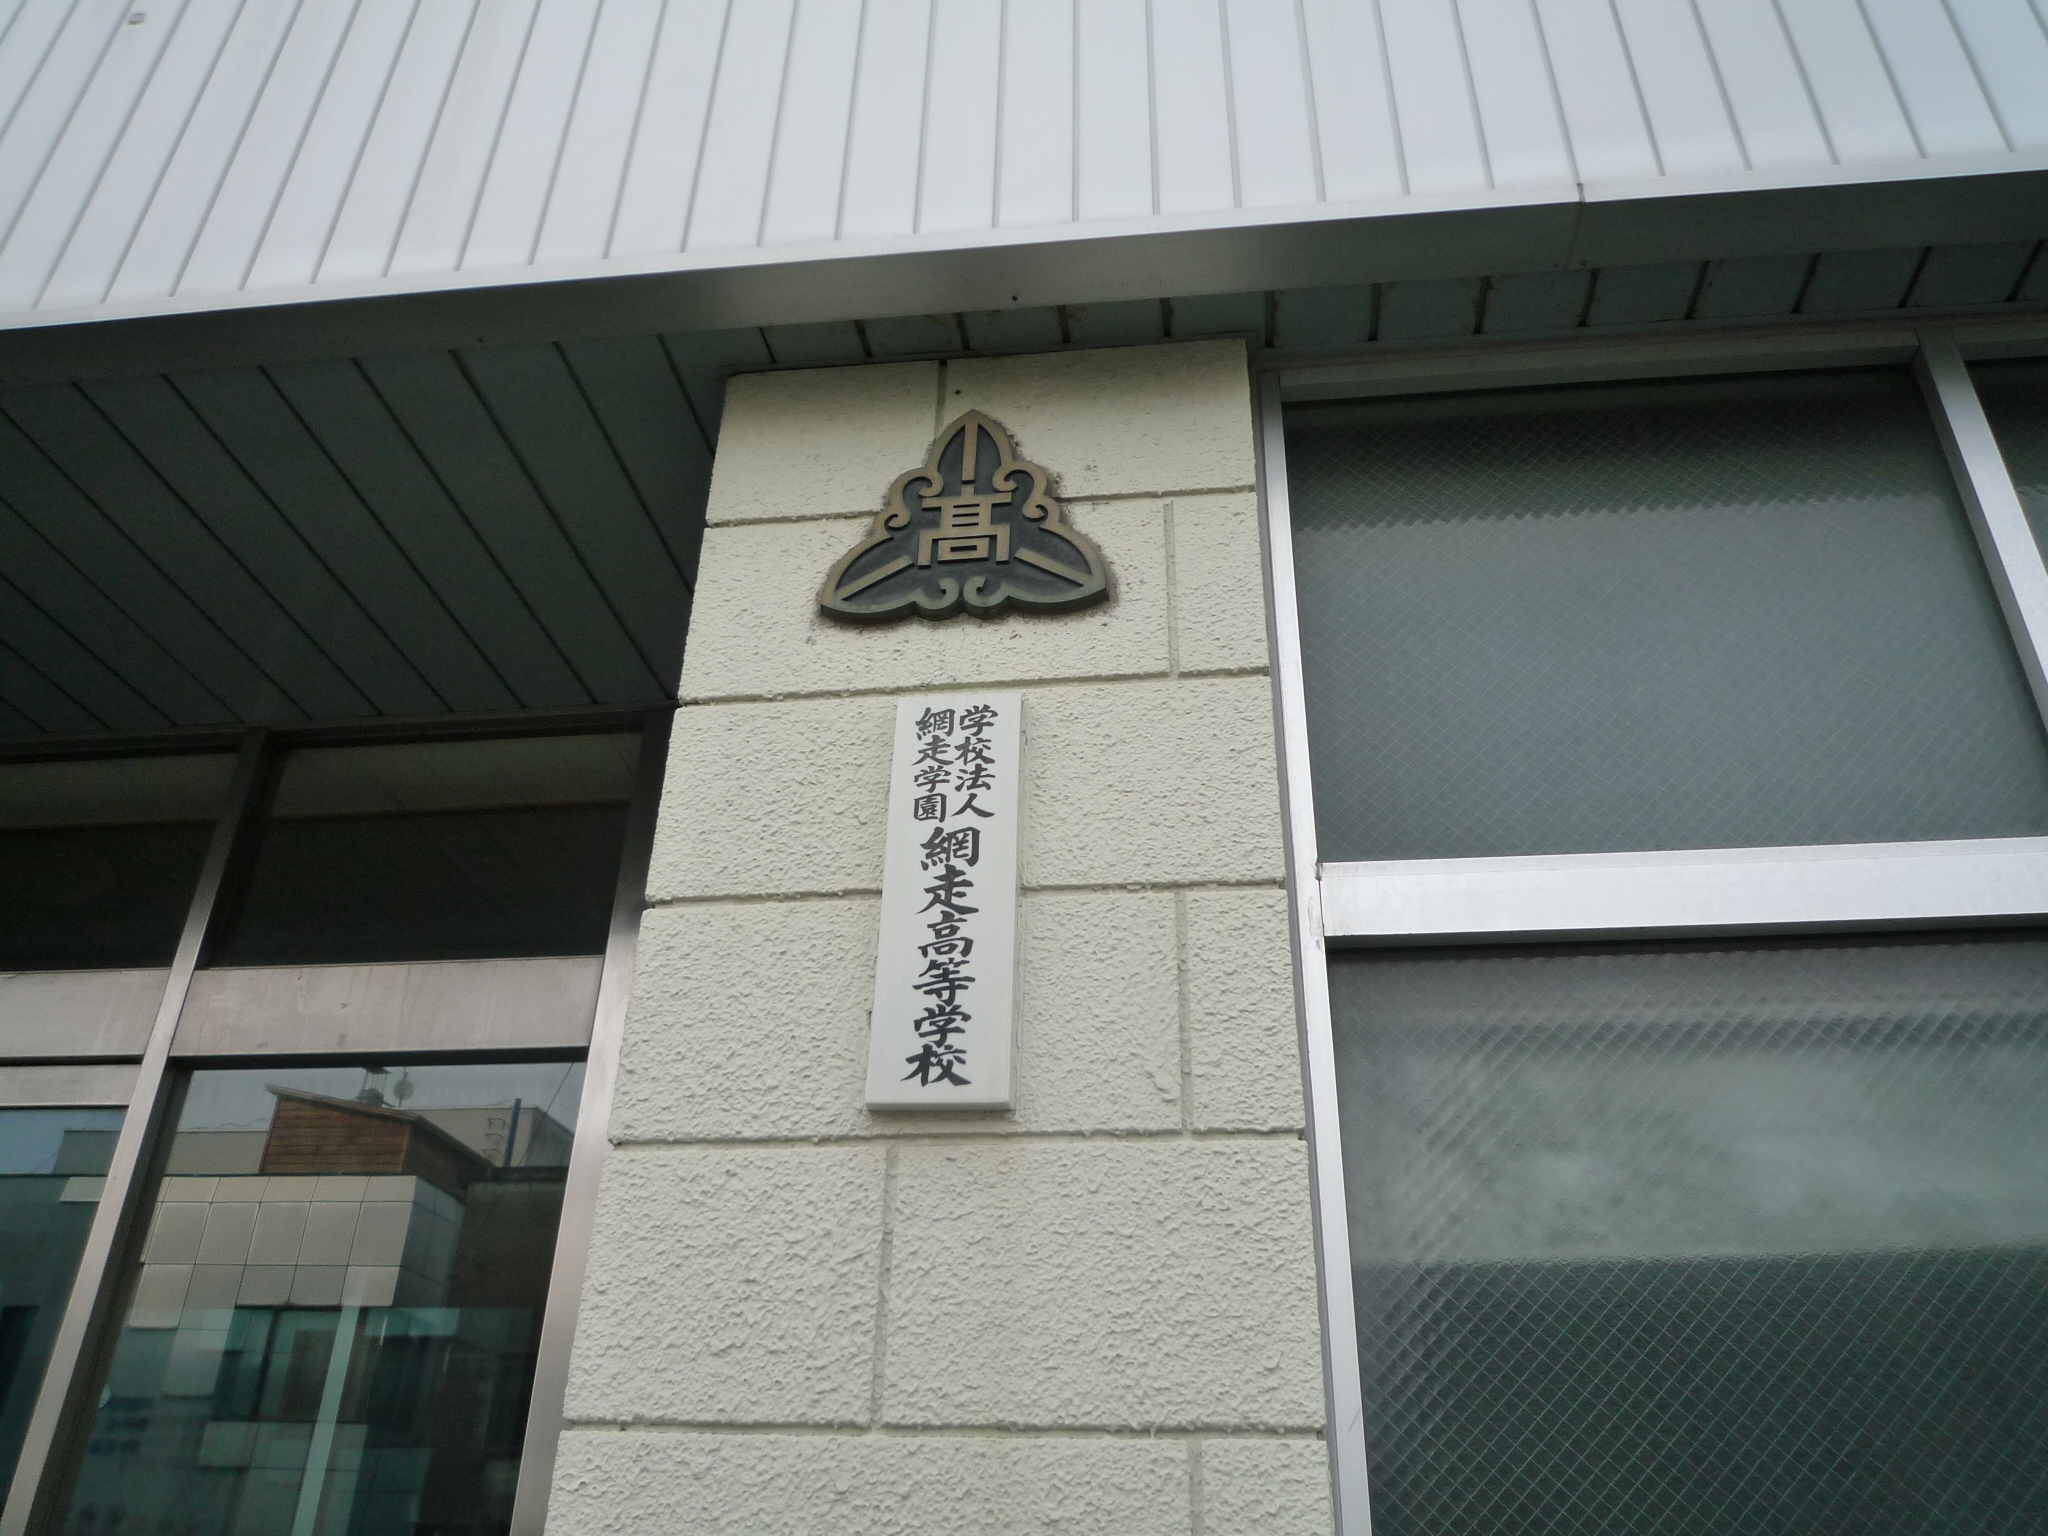 髙
学校法人
網走学園
網走高等学校